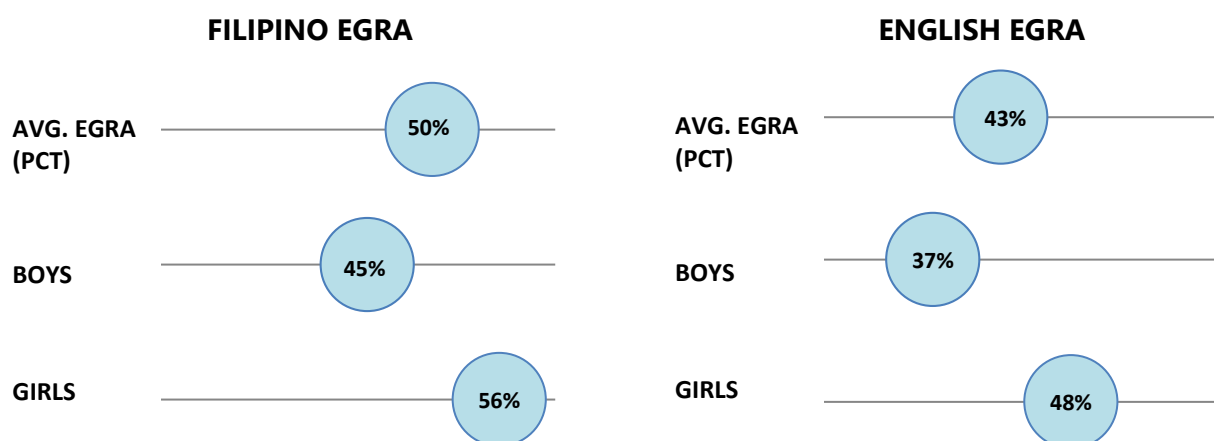 FILIPINO EGRA
AVG. EGRA
(PCT)
50%
BOYS
45%
GIRLS
56%
ENGLISH EGRA
AVG. EGRA
(PCT)
43%
BOYS
37%
GIRLS
48%